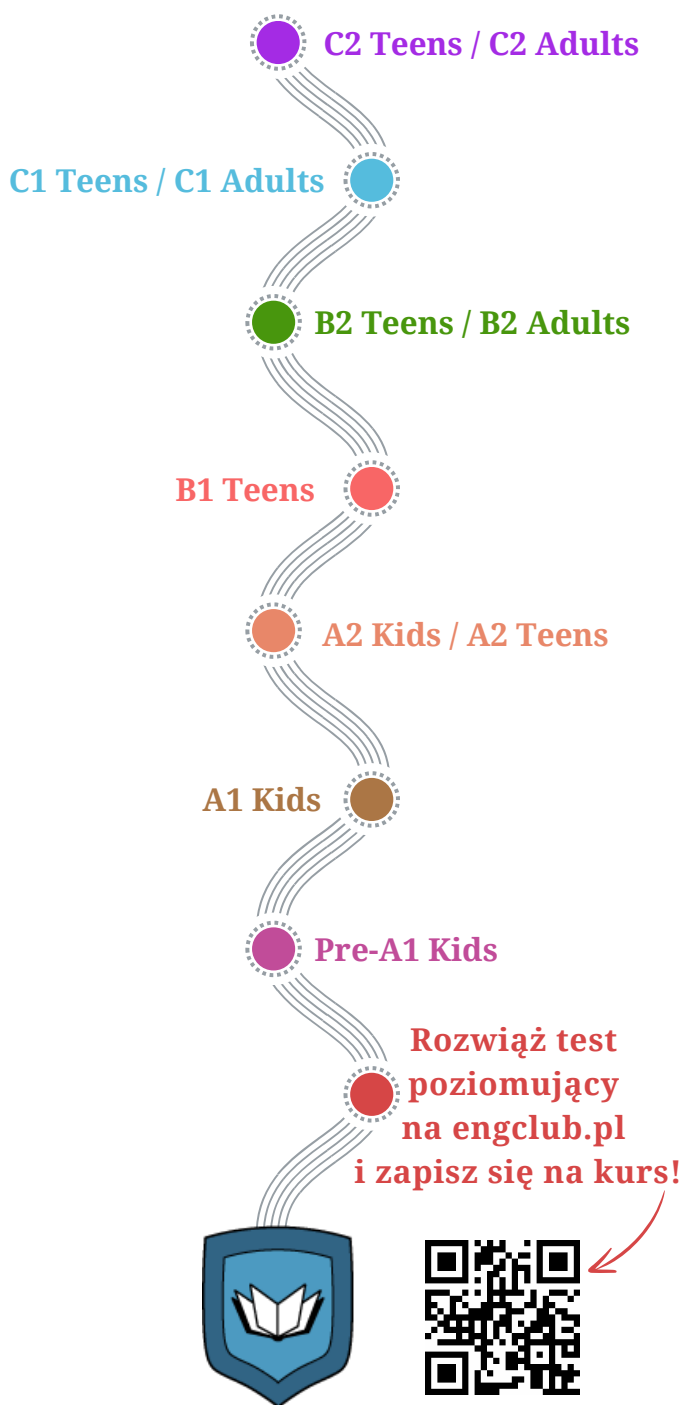 C2 Teens / C2 Adults
C1 Teens / C1 Adults
B2 Teens / B2 Adults
B1 Teens
A2 Kids / A2 Teens
A1 Kids
Pre-A1 Kids
Rozwiąż test
poziomujący
na engclub.pl
i zapisz się na kurs!